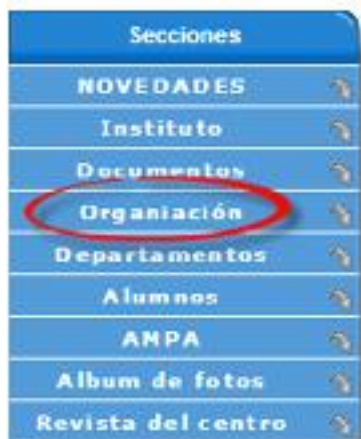 Secciones
NOVEDADES
Instituto
Documentos
Organiación
Departamentos
Alumnos
AMPA
Album de fotos
Revista del centro